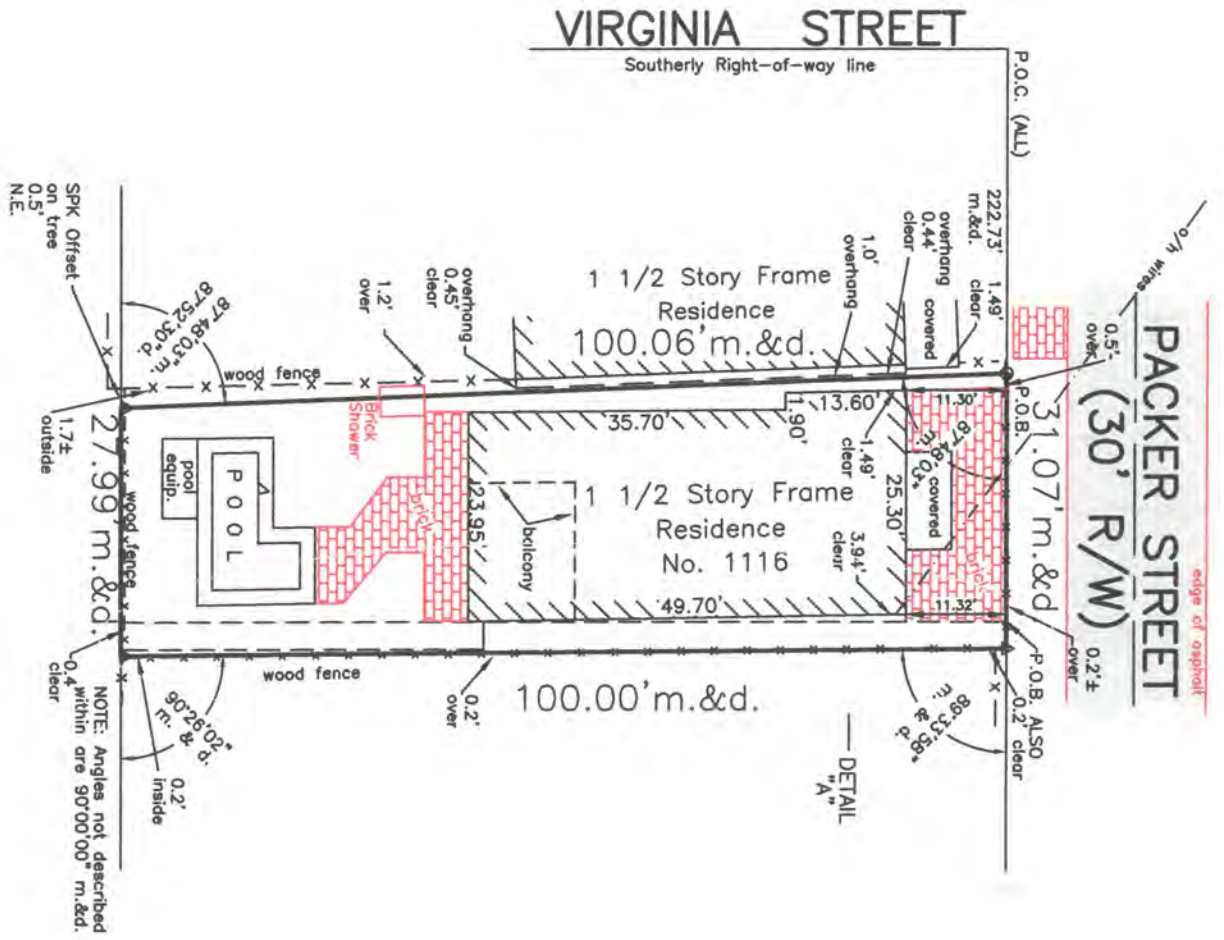 VIRGINIA STREET
Southerly Right-of-way line
P.O.C. (ALL)
PACKER STREET
(30' R/W)
edge of asphalt
o/h wires
0.5'
over
222.73'
m.&d.
overhang
0.44'
clear
1.49'
clear
covered
1.0'
overhang
1 1/2 Story Frame
Residence
100.06'm.&d.
overhang
0.45'
clear
1.2'
over
SPK Offset
on tree
0.5'
N.E.
87°48'03"m.
87°52'30"d.
wood fence
1.7±
outside
Brick
Shower
35.70'
1.90'
13.60'
11.30'
P.O.B.
31.07'm.&d
87°48'03"
m.
1.49'
clear
25.30'
covered
brick
1 1/2 Story Frame
Residence
No. 1116
3.94'
clear
23.95'
balcony
brick
POOL
pool
equip.
27.99'm.&d.
wood fence
49.70'
11.32'
0.2'±
over
P.O.B. ALSO
0.2' clear
wood fence
0.2'
over
100.00'm.&d.
89°33'58"
m. & d.
90°26'02"
m. & d.
0.4'
clear
0.2'
inside
DETAIL
"A"
NOTE: Angles not described
within are 90°00'00" m.&d.